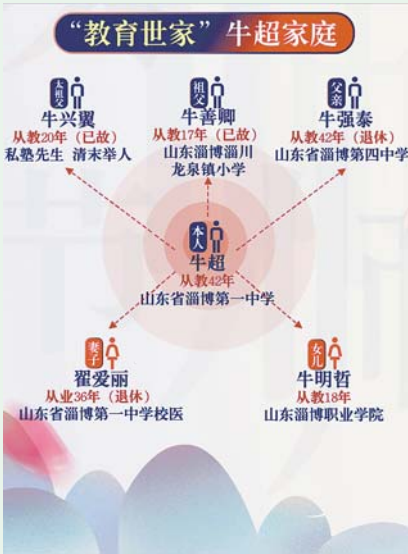 “教育世家”牛超家庭
太祖父
牛兴翼
从教20年（已故）
私塾先生 清末举人
祖父
牛善卿
从教17年（已故）
山东淄博淄川
龙泉镇小学
父亲
牛强泰
从教42年（退休）
山东省淄博第四中学
本人
牛超
从教42年
山东省淄博第一中学
妻子
翟爱丽
从业36年（退休）
山东省淄博第一中学校医
女儿
牛明哲
从教18年
山东淄博职业学院